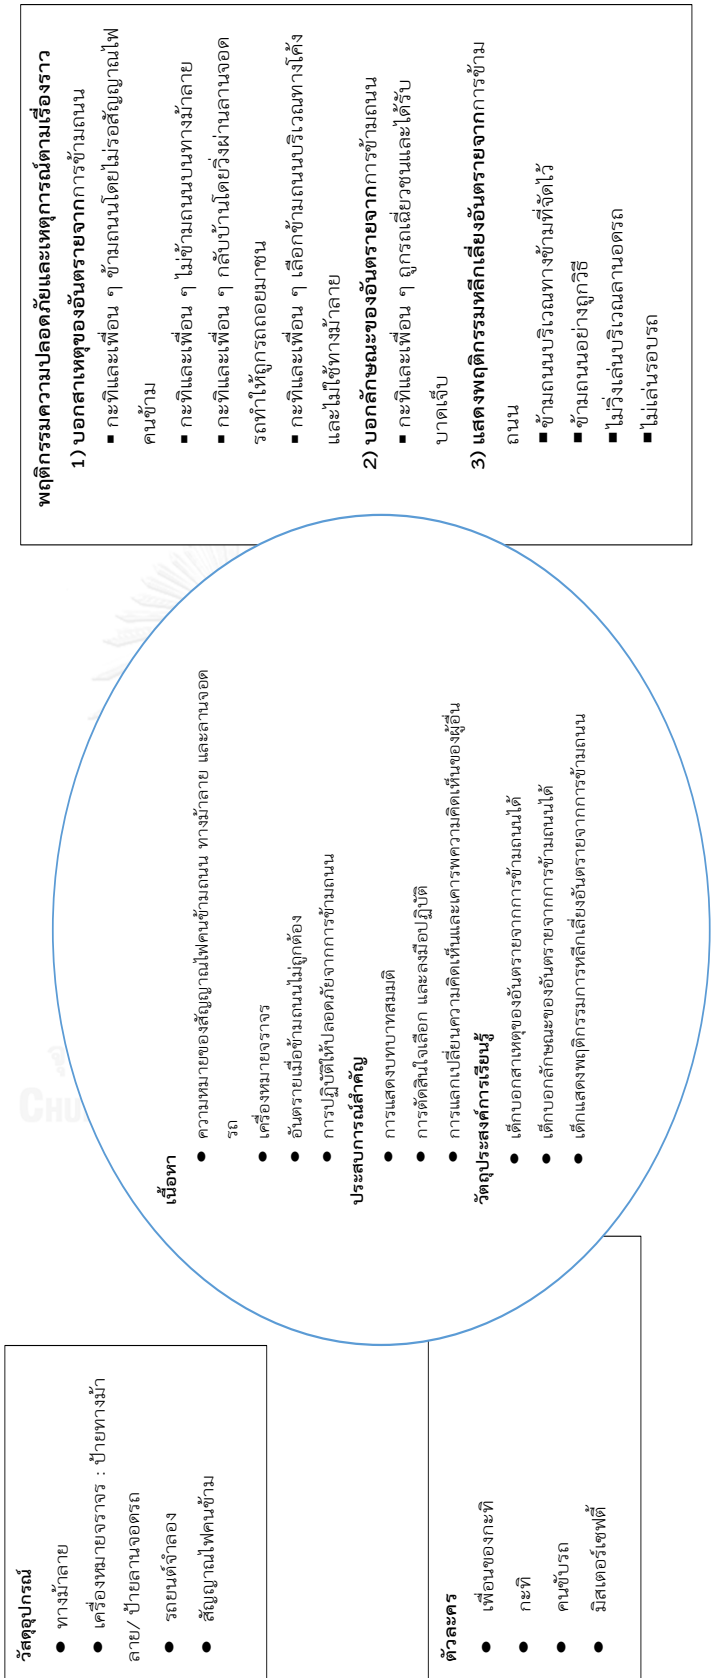 วัสดุอุปกรณ์
● ทางม้าลาย
● เครื่องหมายจราจร : ป้ายทางม้า
ลาย/ ป้ายลานจอดรถ
● รถยนต์จำลอง
● สัญญาณไฟคนข้าม
ตัวละคร
● เพื่อนของกะทิ
● กะทิ
● คนขับรถ
● มิสเตอร์เซฟตี้
เนื้อหา
● ความหมายของสัญญาณไฟคนข้ามถนน ทางม้าลาย และลานจอด
รถ
● เครื่องหมายจราจร
● อันตรายเมื่อข้ามถนนไม่ถูกต้อง
● การปฏิบัติให้ปลอดภัยจากการข้ามถนน
ประสบการณ์สำคัญ
● การแสดงบทบาทสมมติ
● การตัดสินใจเลือก และลงมือปฏิบัติ
● การแลกเปลี่ยนความคิดเห็นและเคารพความคิดเห็นของผู้อื่น
วัตถุประสงค์การเรียนรู้
● เด็กบอกสาเหตุของอันตรายจากการข้ามถนนได้
● เด็กบอกลักษณะของอันตรายจากการข้ามถนนได้
● เด็กแสดงพฤติกรรมการหลีกเลี่ยงอันตรายจากการข้ามถนน
พฤติกรรมความปลอดภัยและเหตุการณ์ตามเรื่องราว
1) บอกสาเหตุของอันตรายจากการข้ามถนน
▪ กะทิและเพื่อน ๆ ข้ามถนนโดยไม่รอสัญญาณไฟ
คนข้าม
▪ กะทิและเพื่อน ๆ ไม่ข้ามถนนบนทางม้าลาย
▪ กะทิและเพื่อน ๆ กลับบ้านโดยวิ่งผ่านลานจอด
รถทำให้ถูกรถถอยมาชน
▪ กะทิและเพื่อน ๆ เลือกข้ามถนนบริเวณทางโค้ง
และไม่ใช้ทางม้าลาย
2) บอกลักษณะของอันตรายจากการข้ามถนน
▪ กะทิและเพื่อน ๆ ถูกรถเฉี่ยวชนและได้รับ
บาดเจ็บ
3) แสดงพฤติกรรมหลีกเลี่ยงอันตรายจากการข้าม
ถนน
■ ข้ามถนนบริเวณทางข้ามที่จัดไว้
■ ข้ามถนนอย่างถูกวิธี
■ ไม่วิ่งเล่นบริเวณลานอดรถ
■ ไม่เล่นรอบรถ
CHU